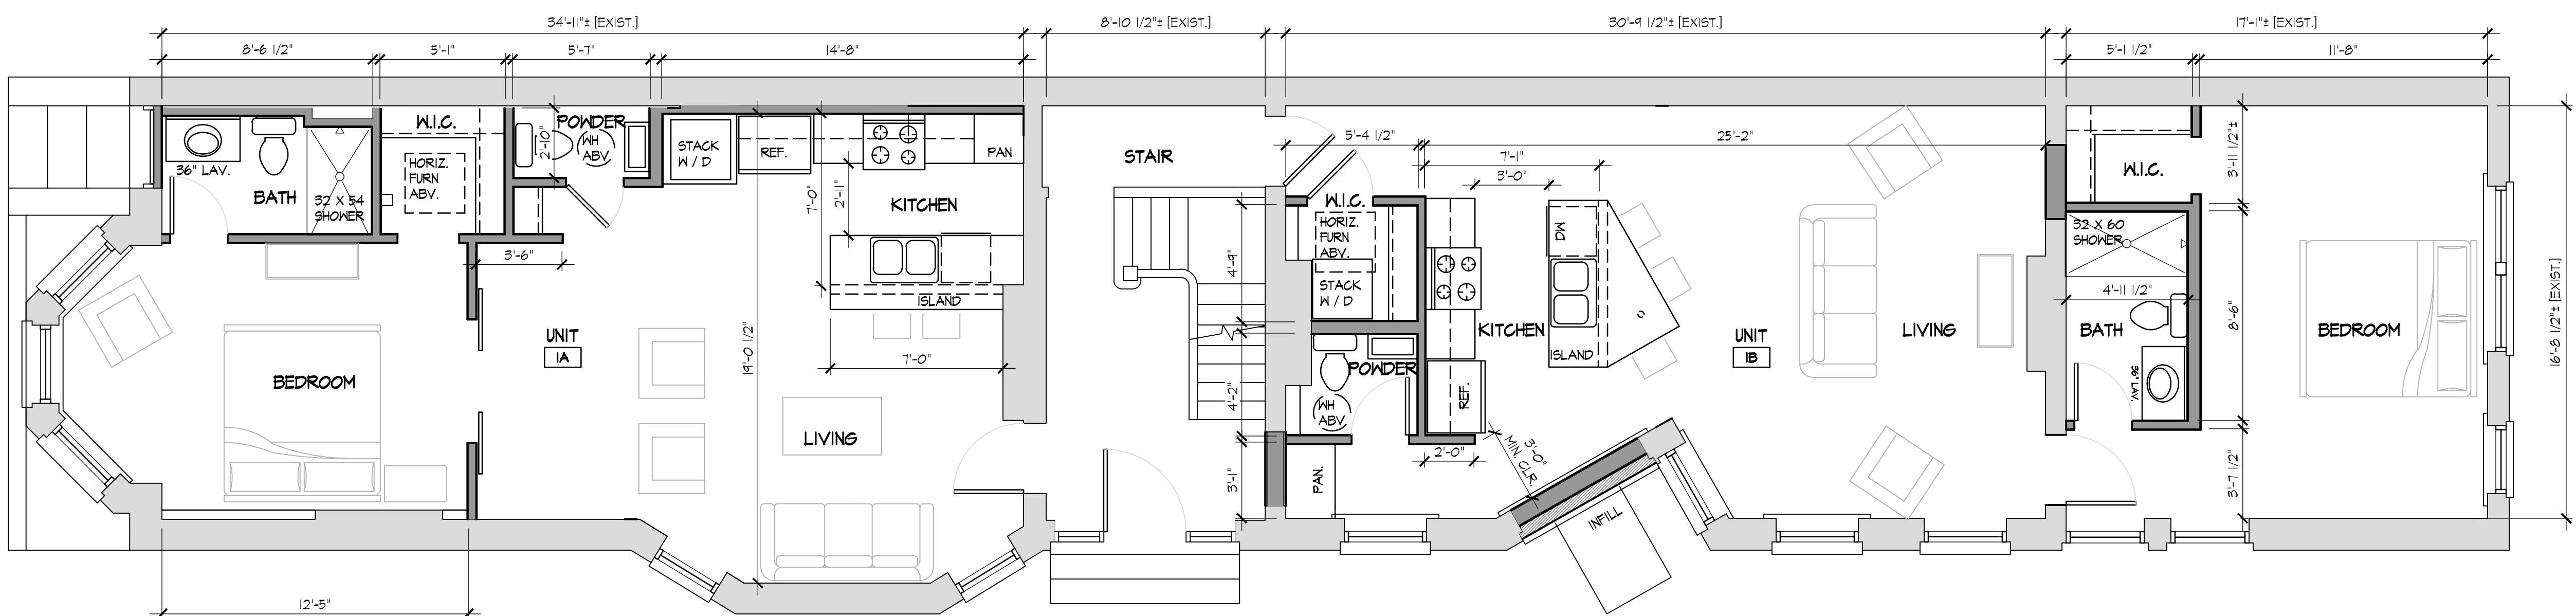 34'-11"± [EXIST.]
8'-10 1/2"± [EXIST.]
30'-9 1/2"± [EXIST.]
17'-1"± [EXIST.]
8'-6 1/2"
5'-1"
5'-7"
14'-8"
5'-1 1/2"
11'-8"
36" LAV.
BATH
32 X 54
SHOWER
W.I.C.
HORIZ.
FURN
ABV.
POWDER
2'-10"
WH
ABV.
STACK
W / D
REF.
PAN
KITCHEN
7'-0"
2'-11"
ISLAND
7'-0"
3'-6"
UNIT
1A
19'-0 1/2"
BEDROOM
LIVING
12'-5"
STAIR
5'-4 1/2"
25'-2"
7'-1"
3'-0"
W.I.C.
HORIZ.
FURN
ABV.
STACK
W / D
4'-9"
4'-2"
3'-1"
DW
KITCHEN
ISLAND
POWDER
WH
ABV.
REF.
PAN.
2'-0"
3'-0"
MIN. CLR.
INFILL
UNIT
1B
LIVING
W.I.C.
3'-11 1/2"±
32 X 60
SHOWER
4'-11 1/2"
BATH
36" LAV.
8'-6"
3'-7 1/2"
BEDROOM
16'-8 1/2"± [EXIST.]